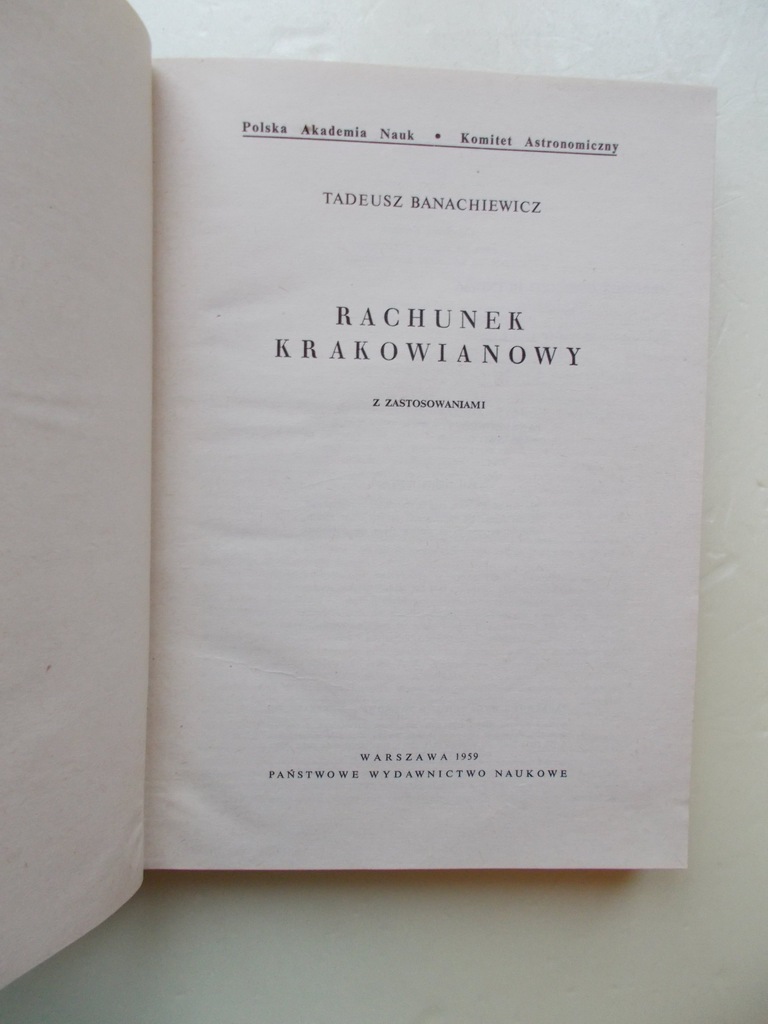 Polska Akademia Nauk • Komitet Astronomiczny
TADEUSZ BANACHIEWICZ
RACHUNEK
KRAKOWIANOWY
Z ZASTOSOWANIAMI
WARSZAWA 1959
PAŃSTWOWE WYDAWNICTWO NAUKOWE